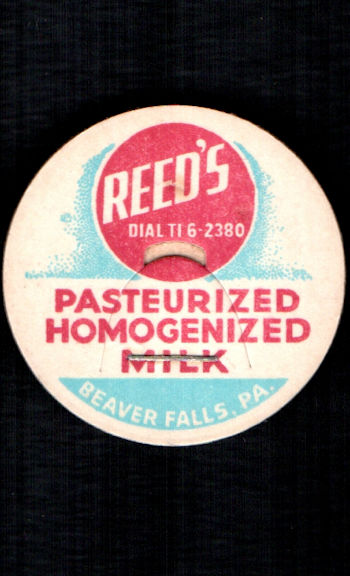 REED'S
DIAL TI 6-2380
PASTEURIZED
HOMOGENIZED
MILK
BEAVER FALLS, PA.